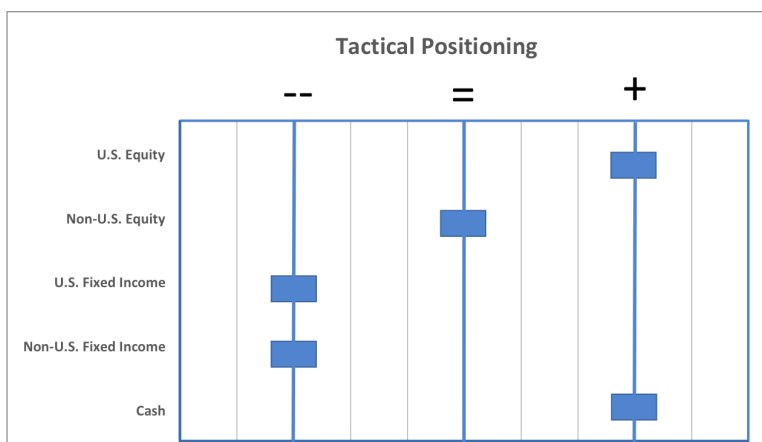 Tactical Positioning
-- = +
U.S. Equity
Non-U.S. Equity
U.S. Fixed Income
Non-U.S. Fixed Income
Cash